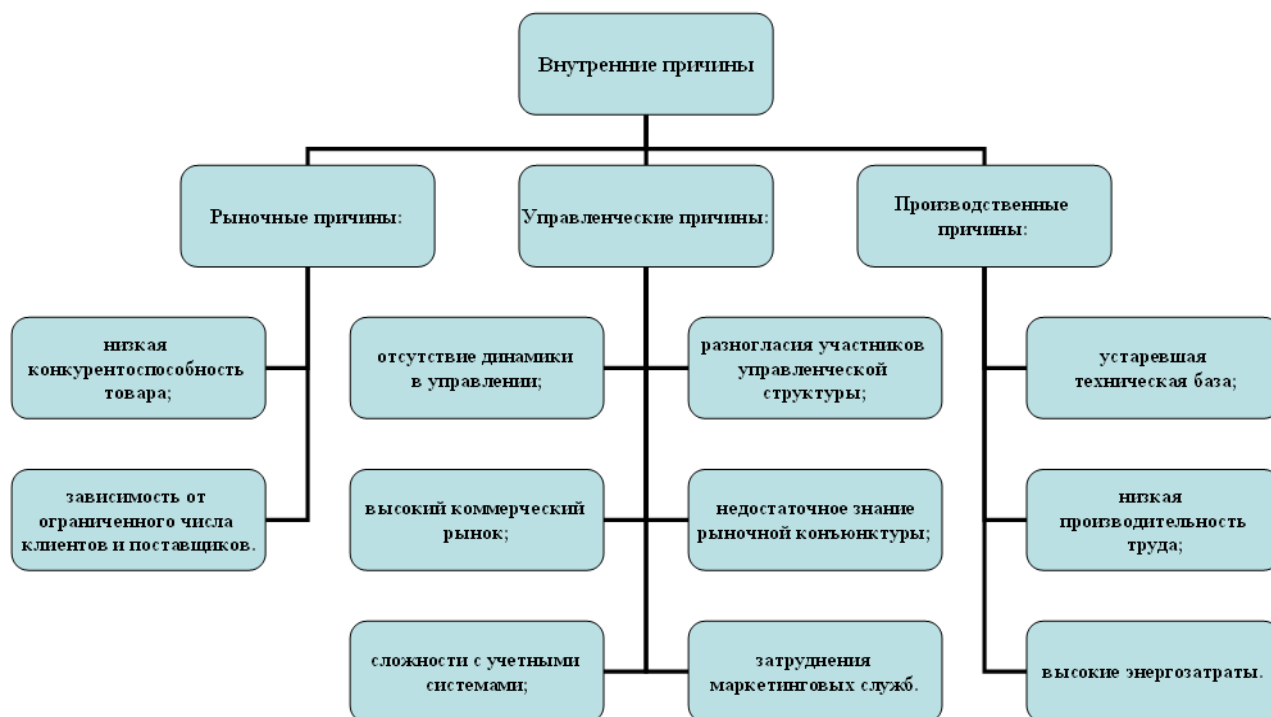 Внутренние причины
Рыночные причины:
Управленческие причины:
Производственные
причины:
низкая
конкурентоспособность
товара;
отсутствие динамики
в управлении;
разногласия участников
управленческой
структуры;
устаревшая
техническая база;
зависимость от
ограниченного числа
клиентов и поставщиков.
высокий коммерческий
рынок;
недостаточное знание
рыночной конъюнктуры;
низкая
производительность
труда;
сложности с учетными
системами;
затруднения
маркетинговых служб.
высокие энергозатраты.